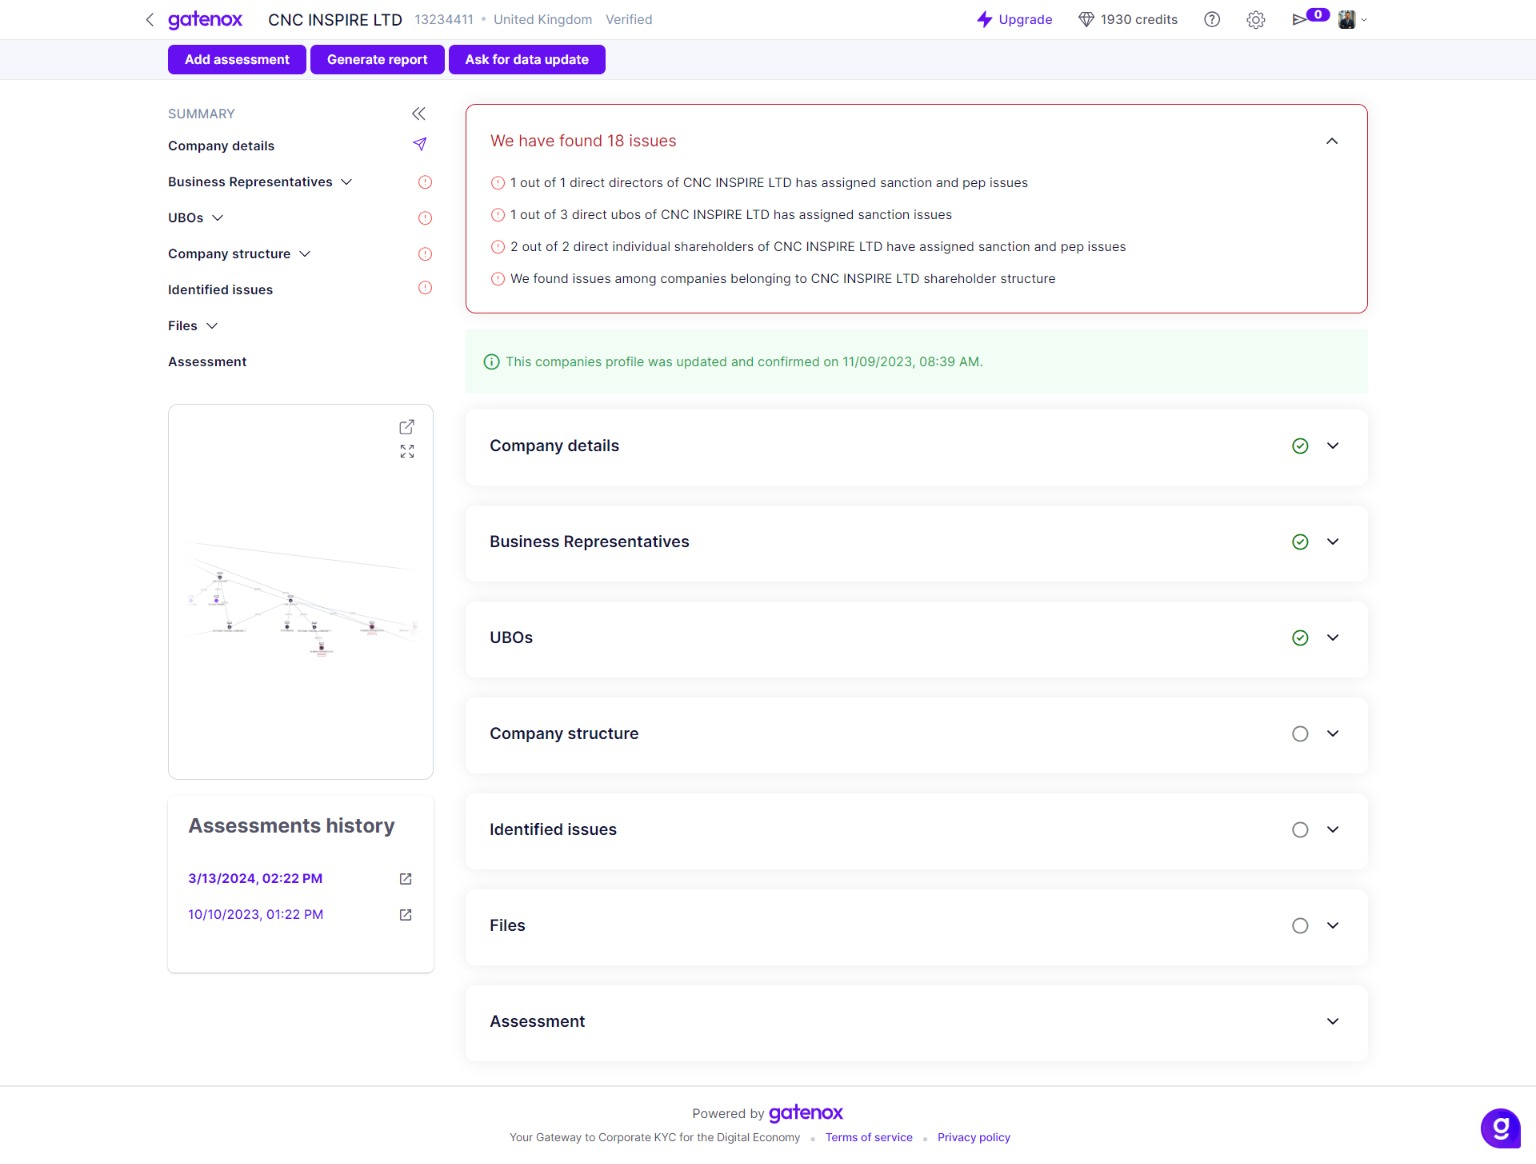 gatenox CNC INSPIRE LTD 13234411 • United Kingdom Verified Upgrade 1930 credits 0
Add assessment Generate report Ask for data update
SUMMARY
Company details
Business Representatives
UBOs
Company structure
Identified issues
Files
Assessment
We have found 18 issues
1 out of 1 direct directors of CNC INSPIRE LTD has assigned sanction and pep issues
1 out of 3 direct ubos of CNC INSPIRE LTD has assigned sanction issues
2 out of 2 direct individual shareholders of CNC INSPIRE LTD have assigned sanction and pep issues
We found issues among companies belonging to CNC INSPIRE LTD shareholder structure
This companies profile was updated and confirmed on 11/09/2023, 08:39 AM.
Company details
Business Representatives
UBOs
Company structure
Identified issues
Files
Assessment
Assessments history
3/13/2024, 02:22 PM
10/10/2023, 01:22 PM
Powered by gatenox
Your Gateway to Corporate KYC for the Digital Economy • Terms of service • Privacy policy
g